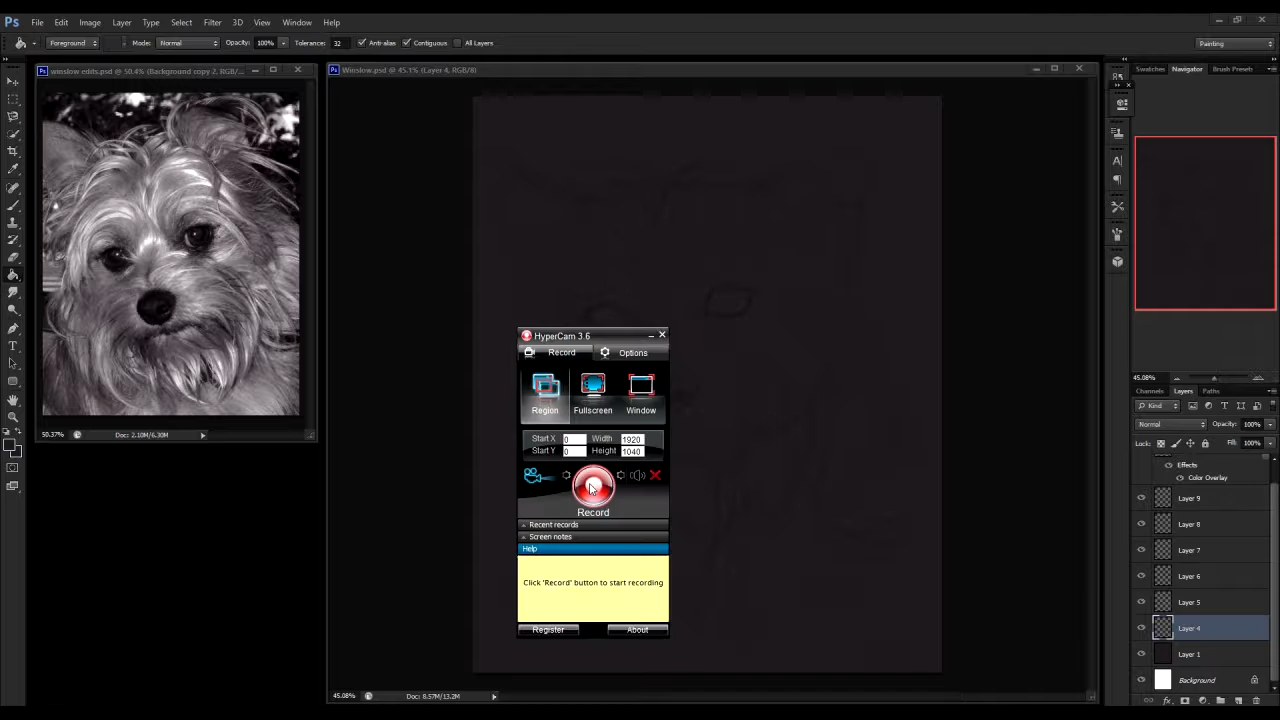 Ps File Edit Image Layer Type Select Filter 3D View Window Help
Foreground Mode: Normal Opacity: 100% Tolerance: 32 Anti-alias Contiguous All Layers Painting
Ps winslow edits.psd @ 50.4% (Background copy 2, RGB/...
Ps Winslow.psd @ 45.1% (Layer 4, RGB/8)
Swatches Navigator Brush Presets
HyperCam 3.6
Record Options
Region Fullscreen Window
Start X 0 Width 1920
Start Y 0 Height 1040
Record
Recent records
Screen notes
Help
Click 'Record' button to start recording
Register About
50.37% Doc: 2.10M/6.30M
45.08% Doc: 8.57M/13.2M
45.08%
Channels Layers Paths
Kind
Normal Opacity: 100%
Lock: Fill: 100%
Effects
Color Overlay
Layer 9
Layer 8
Layer 7
Layer 6
Layer 5
Layer 4
Layer 1
Background